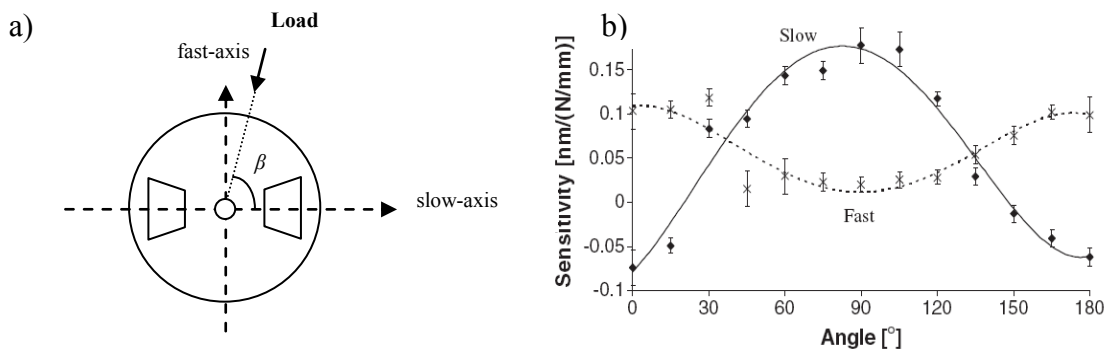 a)
Load
fast-axis
β
slow-axis
b)
Sensitivity [nm/(N/mm)]
0.15
0.1
0.05
0
-0.05
-0.1
Slow
Fast
0 30 60 90 120 150 180
Angle [°]